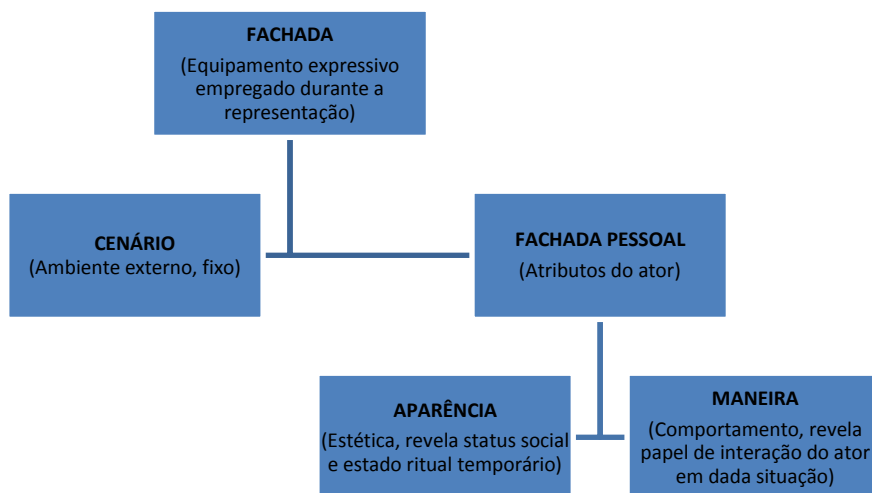 FACHADA
(Equipamento expressivo
empregado durante a
representação)
CENÁRIO
(Ambiente externo, fixo)
FACHADA PESSOAL
(Atributos do ator)
APARÊNCIA
(Estética, revela status social
e estado ritual temporário)
MANEIRA
(Comportamento, revela
papel de interação do ator
em dada situação)